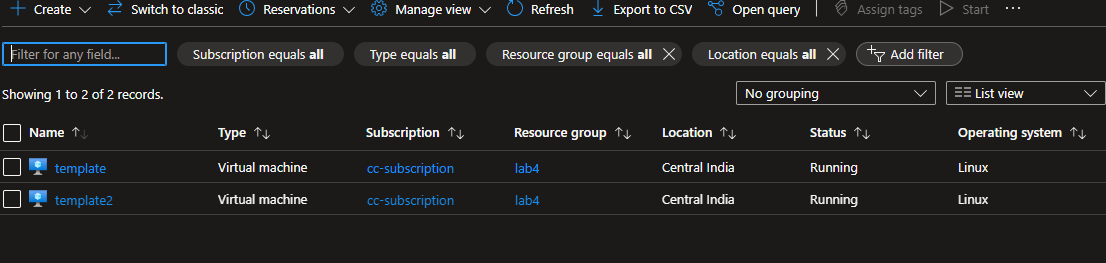 Create Switch to classic Reservations Manage view Refresh Export to CSV Open query Assign tags Start ...
Filter for any field... Subscription equals all Type equals all Resource group equals all Location equals all Add filter
Showing 1 to 2 of 2 records. No grouping List view
Name Type Subscription Resource group Location Status Operating system
template Virtual machine cc-subscription lab4 Central India Running Linux
template2 Virtual machine cc-subscription lab4 Central India Running Linux